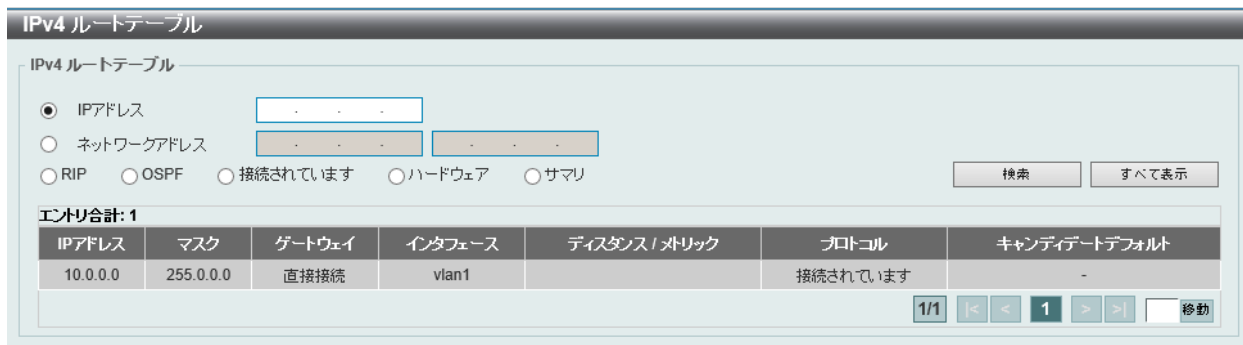 IPv4 ルートテーブル
IPv4 ルートテーブル
IPアドレス
ネットワークアドレス
RIP OSPF 接続されています ハードウェア サマリ 検索 すべて表示
エントリ合計: 1
IPアドレス マスク ゲートウェイ インタフェース ディスタンス / メトリック プロトコル キャンディデートデフォルト
10.0.0.0 255.0.0.0 直接接続 vlan1 接続されています -
1/1 |< < 1 > >| 移動